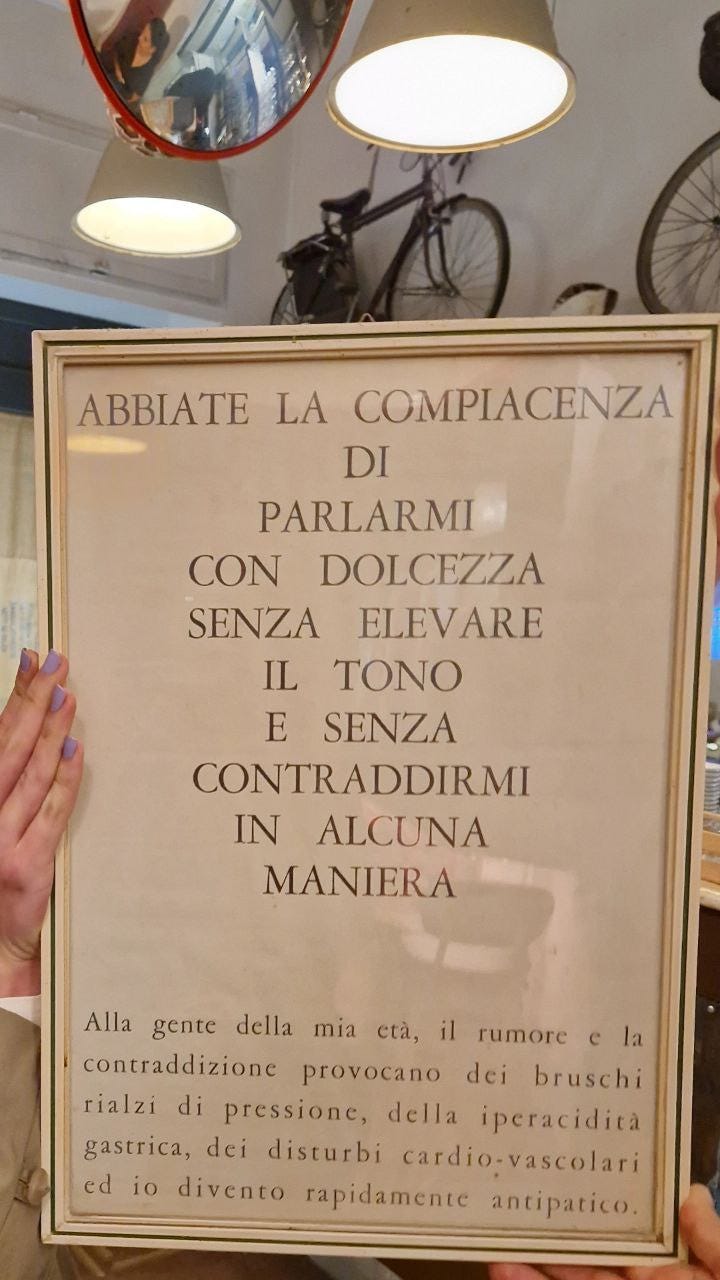 ABBIATE LA COMPIACENZA
DI
PARLARMI
CON DOLCEZZA
SENZA ELEVARE
IL TONO
E SENZA
CONTRADDIRMI
IN ALCUNA
MANIERA
Alla gente della mia età, il rumore e la
contraddizione provocano dei bruschi
rialzi di pressione, della iperacidità
gastrica, dei disturbi cardio-vascolari
ed io divento rapidamente antipatico.